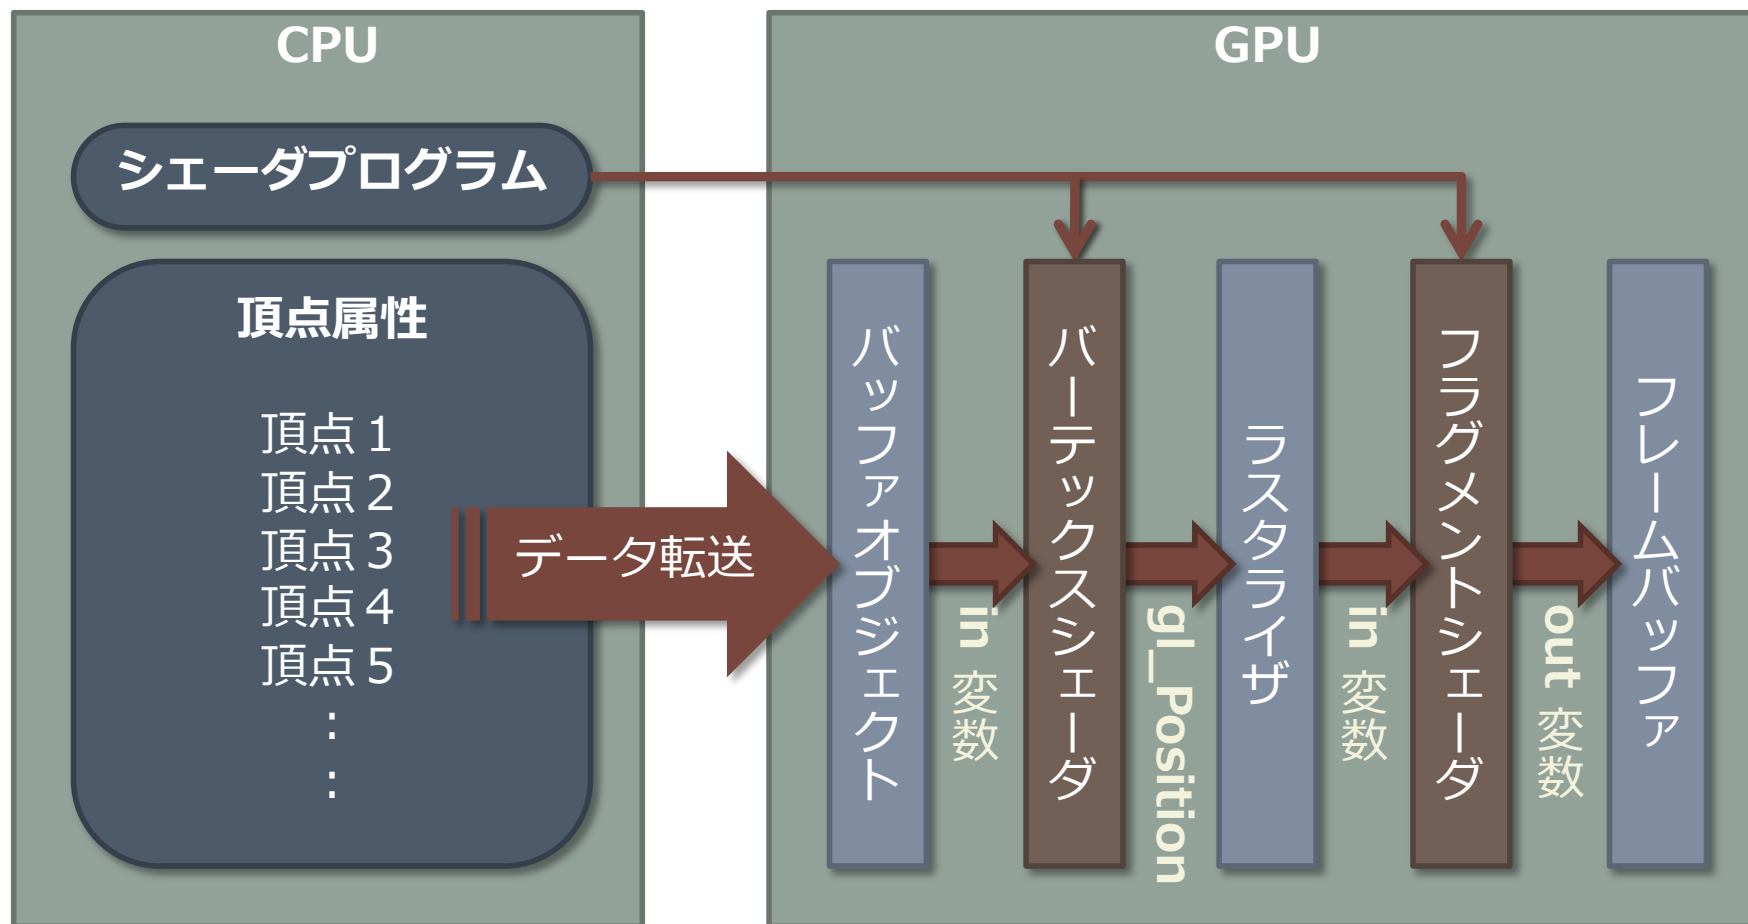 CPU
シェーダプログラム
頂点属性
頂点１
頂点２
頂点３
頂点４
頂点５
：
：
データ転送
GPU
バッファオブジェクト
in 変数
バーテックスシェーダ
gl_Position
ラスタライザ
in 変数
フラグメントシェーダ
out 変数
フレームバッファ